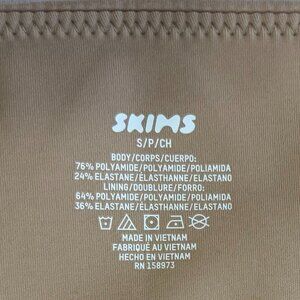 SKIMS
S/P/CH
BODY/CORPS/CUERPO:
76% POLYAMIDE/POLYAMIDE/POLIAMIDA
24% ELASTANE/ÉLASTHANNE/ELASTANO
LINING/DOUBLURE/FORRO:
64% POLYAMIDE/POLYAMIDE/POLIAMIDA
36% ELASTANE/ÉLASTHANNE/ELASTANO
MADE IN VIETNAM
FABRIQUÉ AU VIETNAM
HECHO EN VIETNAM
RN 158973